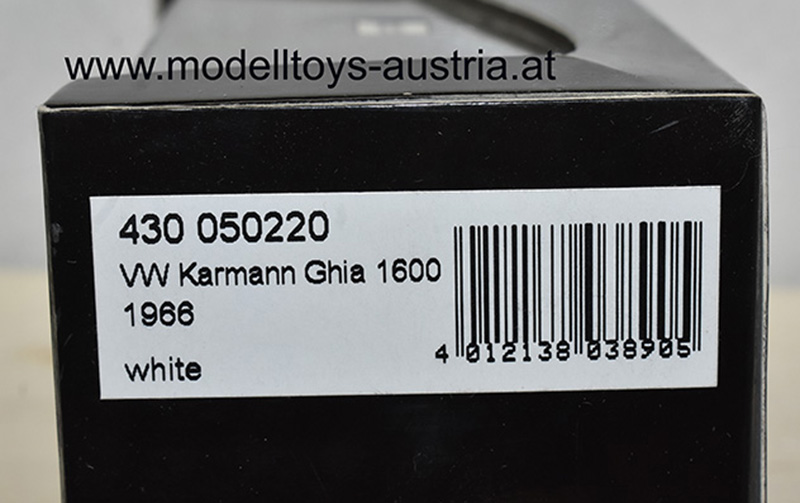 www.modelltoys-austria.at
430 050220
VW Karmann Ghia 1600
1966
white
4 012138 038905